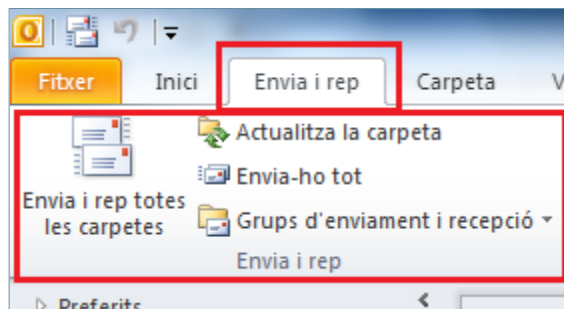 Fitxer Inici Envia i rep Carpeta V
Actualitza la carpeta
Envia-ho tot
Envia i rep totes
les carpetes
Grups d'enviament i recepció
Envia i rep
Preferits